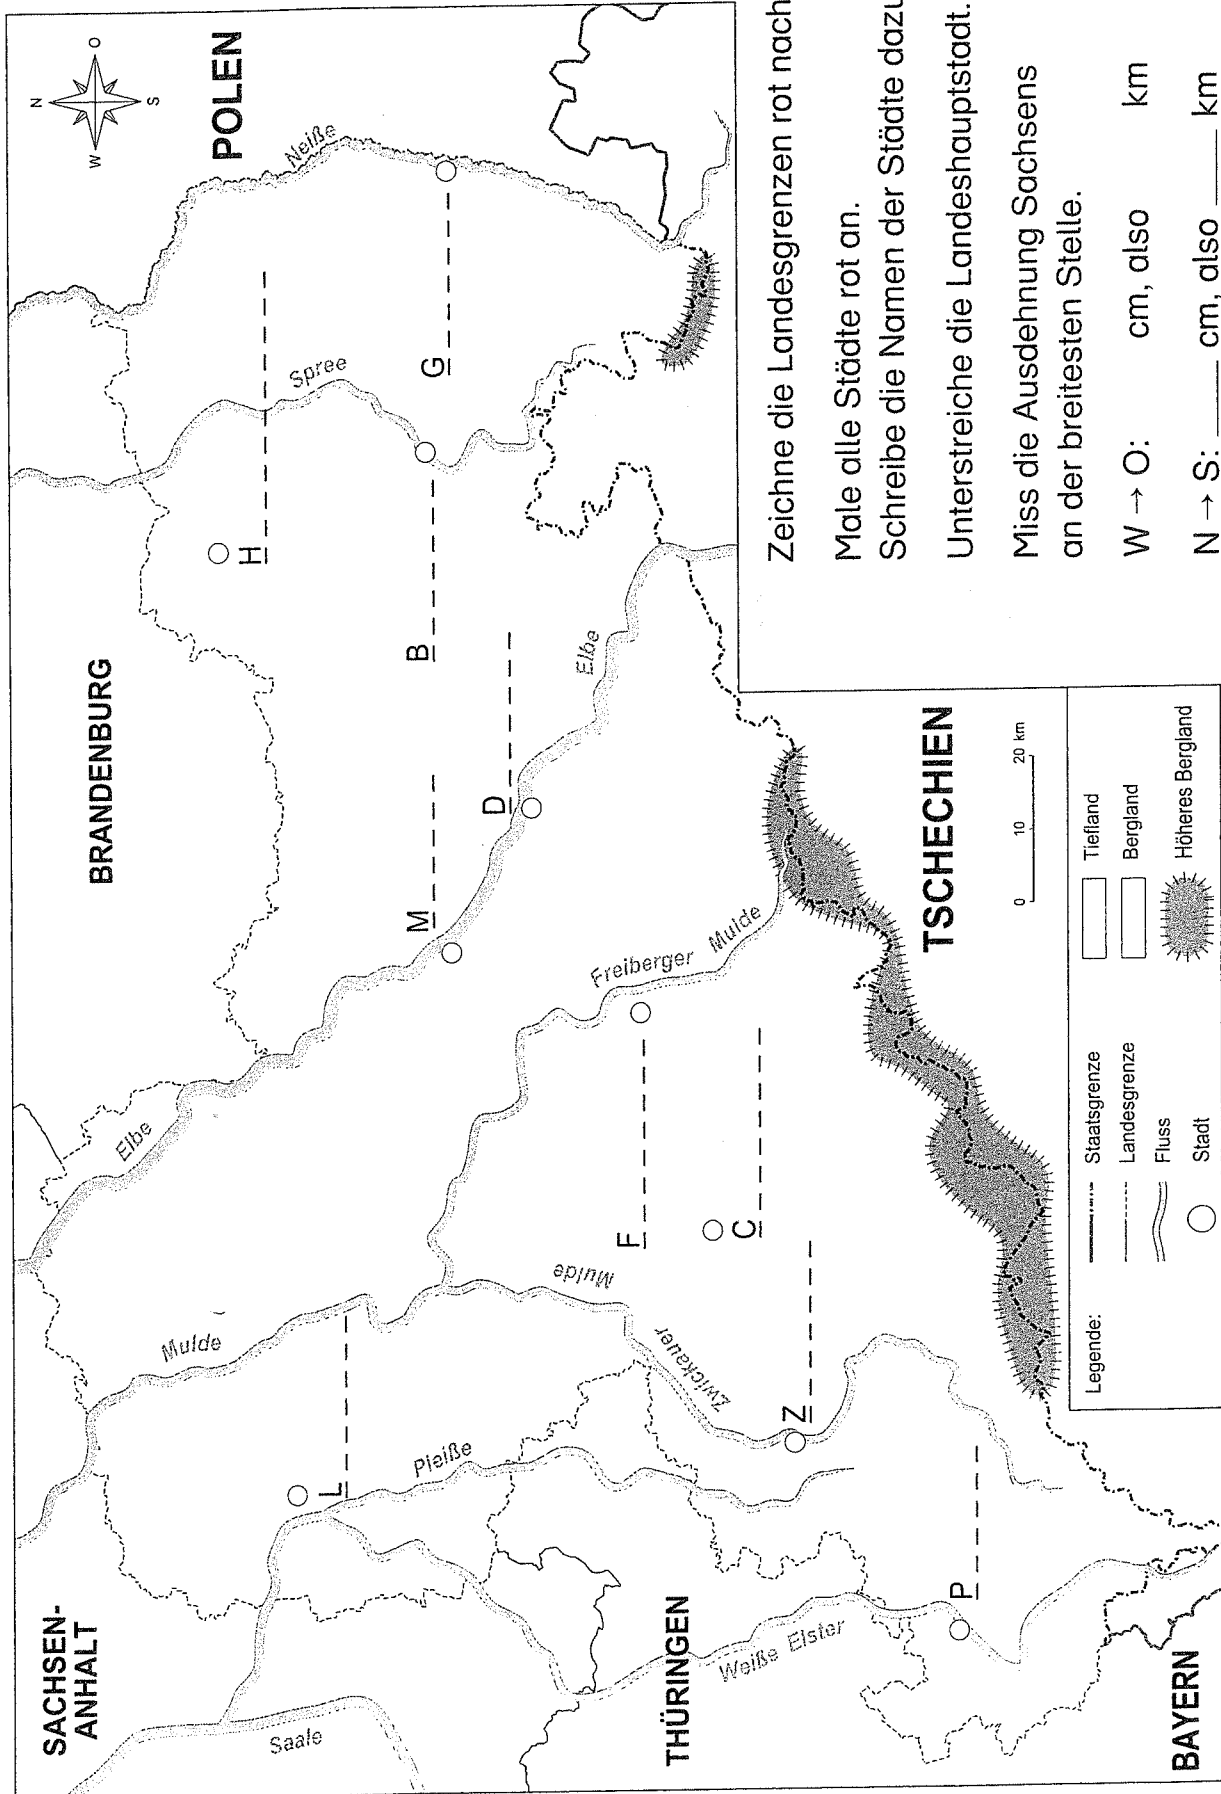 SACHSEN-
ANHALT
BRANDENBURG
POLEN
N
W
O
S
Saale
Mulde
Elbe
Neiße
Spree
H
G
B
L
M
D
Elbe
Pleiße
Mulde
Zwickauer
F
Freiberger Mulde
C
Z
THÜRINGEN
Weiße Elster
P
BAYERN
TSCHECHIEN
0 10 20 km
Legende:
Staatsgrenze
Landesgrenze
Fluss
Stadt
Tiefland
Bergland
Höheres Bergland
Zeichne die Landesgrenzen rot nach
Male alle Städte rot an.
Schreibe die Namen der Städte dazu
Unterstreiche die Landeshauptstadt.
Miss die Ausdehnung Sachsens
an der breitesten Stelle.
W → O: cm, also km
N → S: ____ cm, also ____ km